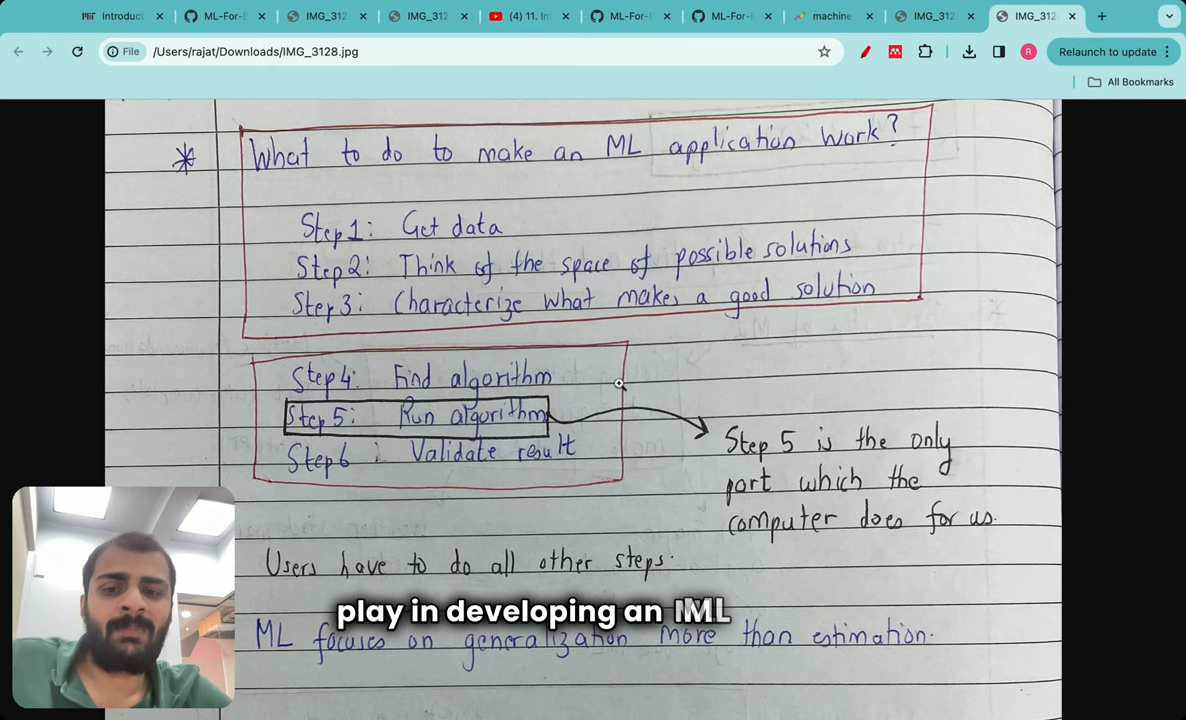 Introduct
ML-For-
IMG_312
IMG_312
(4) 11. In
ML-For-
ML-For-
machine
IMG_312
IMG_312
File
/Users/rajat/Downloads/IMG_3128.jpg
R
Relaunch to update
All Bookmarks
* What to do to make an ML application work?
Step 1: Get data
Step 2: Think of the space of possible solutions
Step 3: Characterize what makes a good solution
Step 4: Find algorithm
Step 5: Run algorithm
Step 6 : Validate result
Step 5 is the only
part which the
computer does for us.
Users have to do all other steps.
play in developing an ML
ML focuses on generalization more than estimation.